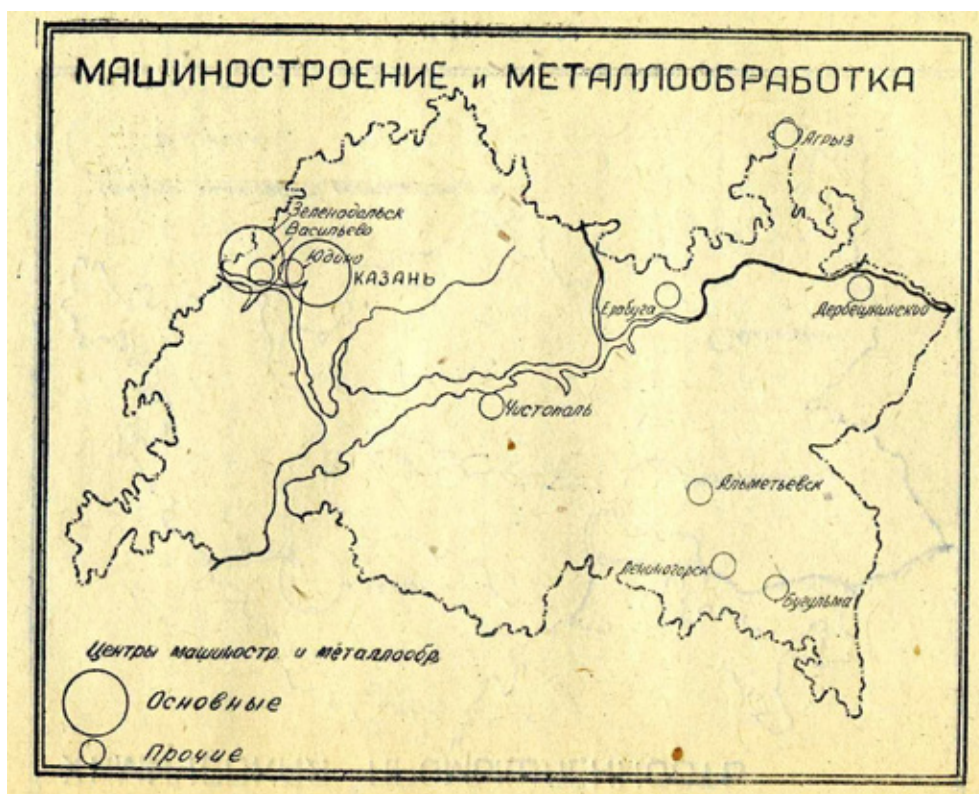 МАШИНОСТРОЕНИЕ и МЕТАЛЛООБРАБОТКА
Агрыз
Зеленодольск
Васильево
Юдино
КАЗАНЬ
Елабуга
Дербешкинский
Чистополь
Альметьевск
Лениногорск
Бугульма
Центры машиностр. и металлообр.
Основные
Прочие